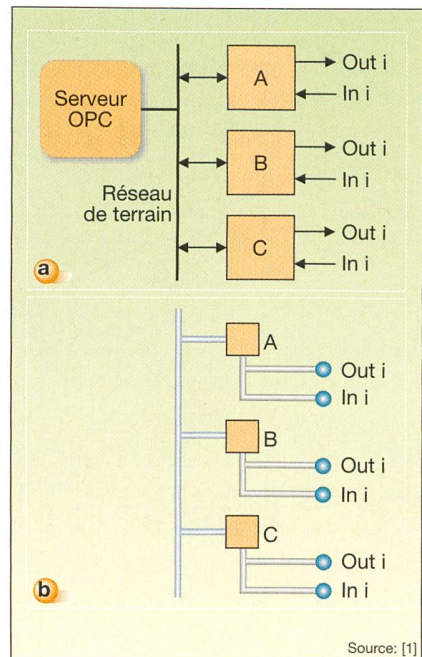 Serveur
OPC
Réseau
de terrain
A
Out i
In i
B
Out i
In i
C
Out i
In i
a
A
Out i
In i
B
Out i
In i
C
Out i
In i
b
Source: [1]